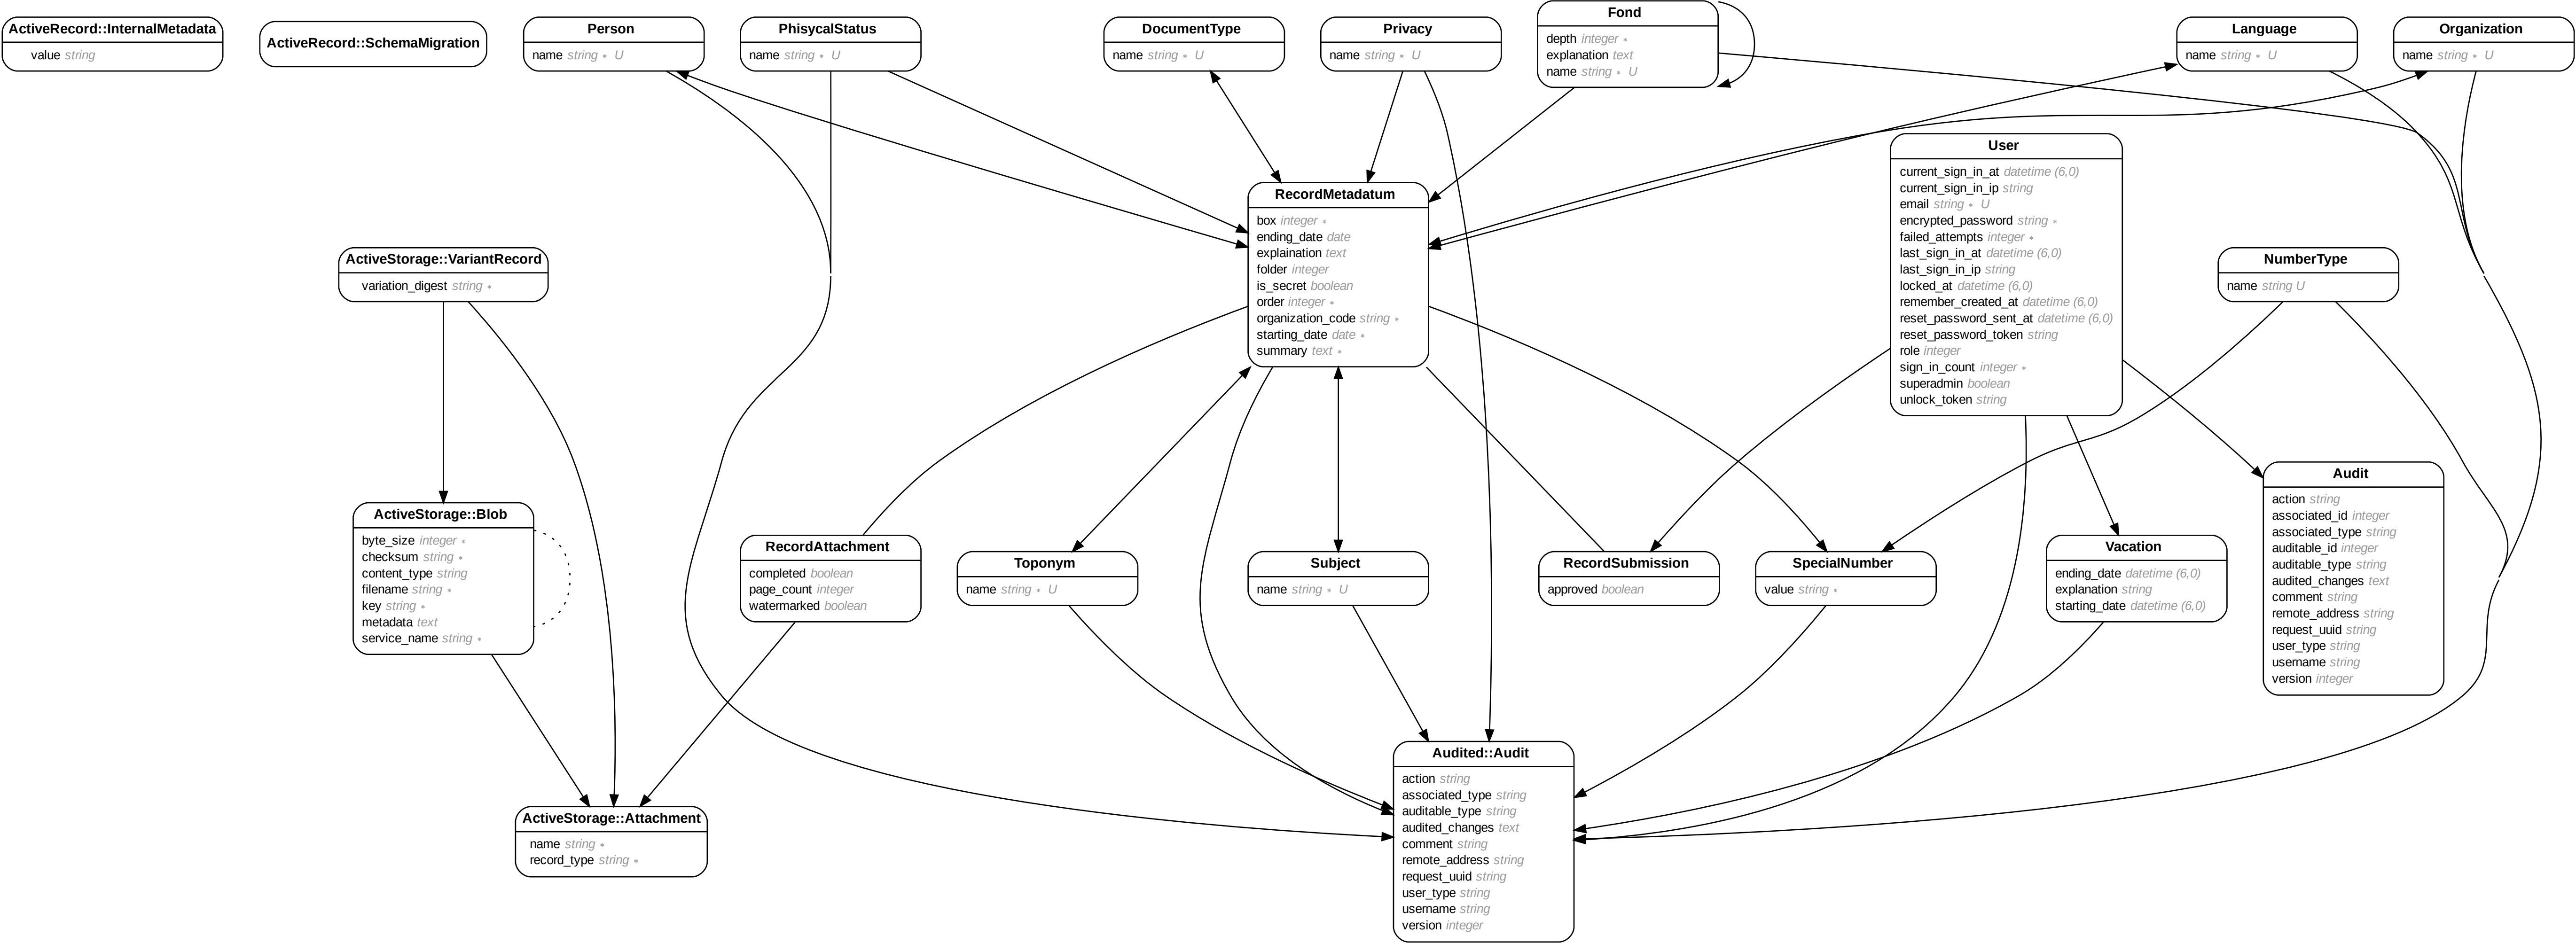 ActiveRecord::InternalMetadata
value string
ActiveRecord::SchemaMigration
Person
name string • U
PhisycalStatus
name string • U
DocumentType
name string • U
Privacy
name string • U
Fond
depth integer •
explanation text
name string • U
Language
name string • U
Organization
name string • U
User
current_sign_in_at datetime (6,0)
current_sign_in_ip string
email string • U
encrypted_password string •
failed_attempts integer •
last_sign_in_at datetime (6,0)
last_sign_in_ip string
locked_at datetime (6,0)
remember_created_at datetime (6,0)
reset_password_sent_at datetime (6,0)
reset_password_token string
role integer
sign_in_count integer •
superadmin boolean
unlock_token string
RecordMetadatum
box integer •
ending_date date
explaination text
folder integer
is_secret boolean
order integer •
organization_code string •
starting_date date •
summary text •
ActiveStorage::VariantRecord
variation_digest string •
NumberType
name string U
ActiveStorage::Blob
byte_size integer •
checksum string •
content_type string
filename string •
key string •
metadata text
service_name string •
RecordAttachment
completed boolean
page_count integer
watermarked boolean
Toponym
name string • U
Subject
name string • U
RecordSubmission
approved boolean
SpecialNumber
value string •
Vacation
ending_date datetime (6,0)
explanation string
starting_date datetime (6,0)
Audit
action string
associated_id integer
associated_type string
auditable_id integer
auditable_type string
audited_changes text
comment string
remote_address string
request_uuid string
user_type string
username string
version integer
ActiveStorage::Attachment
name string •
record_type string •
Audited::Audit
action string
associated_type string
auditable_type string
audited_changes text
comment string
remote_address string
request_uuid string
user_type string
username string
version integer